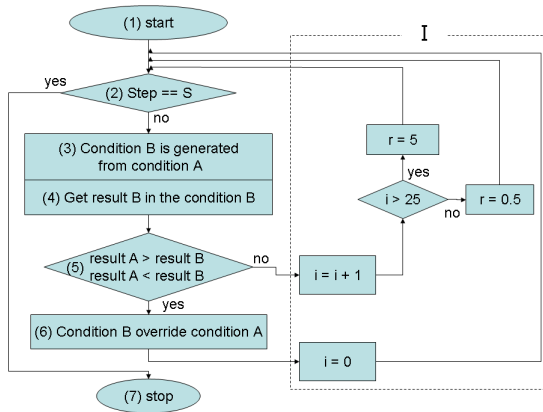 (1) start
I
yes
(2) Step == S
no
(3) Condition B is generated
from condition A
(4) Get result B in the condition B
r = 5
yes
i > 25
no
r = 0.5
(5)
result A > result B
result A < result B
no
i = i + 1
yes
(6) Condition B override condition A
i = 0
(7) stop